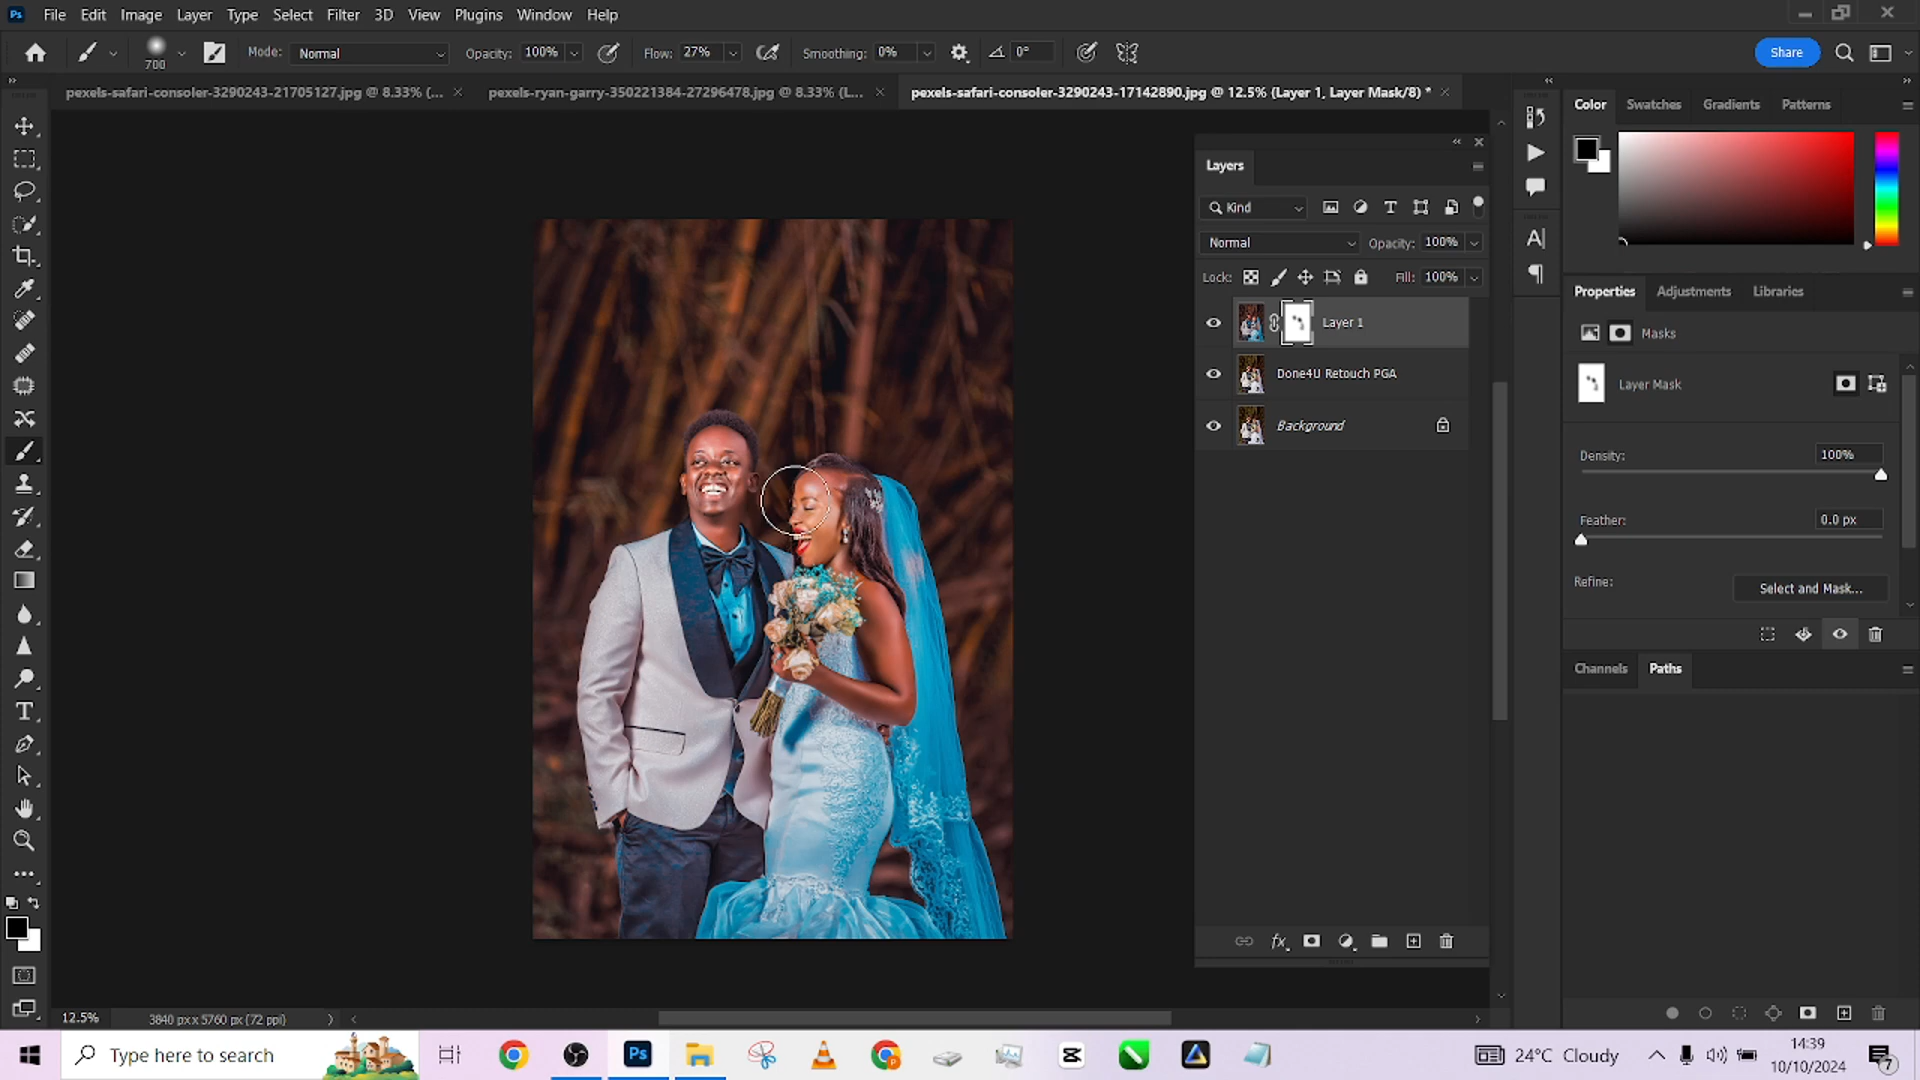 Ps File Edit Image Layer Type Select Filter 3D View Plugins Window Help
700 Mode: Normal Opacity: 100% Flow: 27% Smoothing: 0% 0° Share
pexels-safari-consoler-3290243-21705127.jpg @ 8.33% (... pexels-ryan-garry-350221384-27296478.jpg @ 8.33% (L... pexels-safari-consoler-3290243-17142890.jpg @ 12.5% (Layer 1, Layer Mask/8) *
Layers
Kind
Normal Opacity: 100%
Lock: Fill: 100%
Layer 1
Done4U Retouch PGA
Background
fx
Color Swatches Gradients Patterns
Properties Adjustments Libraries
Masks
Layer Mask
Density: 100%
Feather: 0.0 px
Refine: Select and Mask...
Channels Paths
12.5% 3840 px x 5760 px (72 ppi)
Type here to search
Ps
24°C Cloudy
14:39
10/10/2024
7